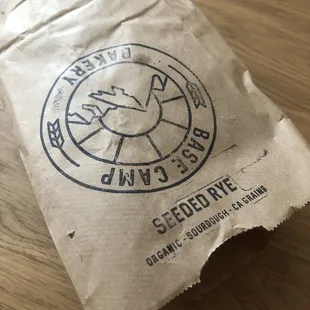 BASE CAMP
BAKERY
SEEDED RYE
ORGANIC - SOURDOUGH - CA GRAINS